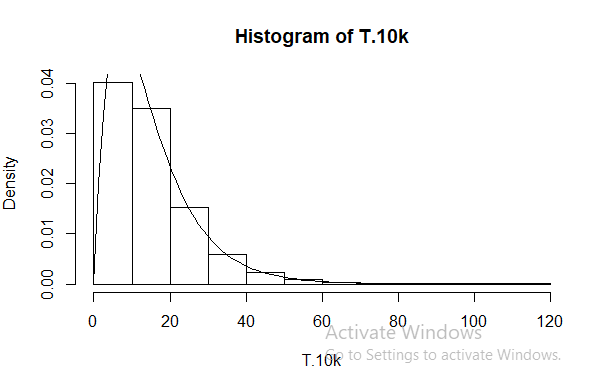 Histogram of T.10k
Density
0.04
0.03
0.02
0.01
0.00
0 20 40 60 80 100 120
T.10k
Activate Windows
Go to Settings to activate Windows.